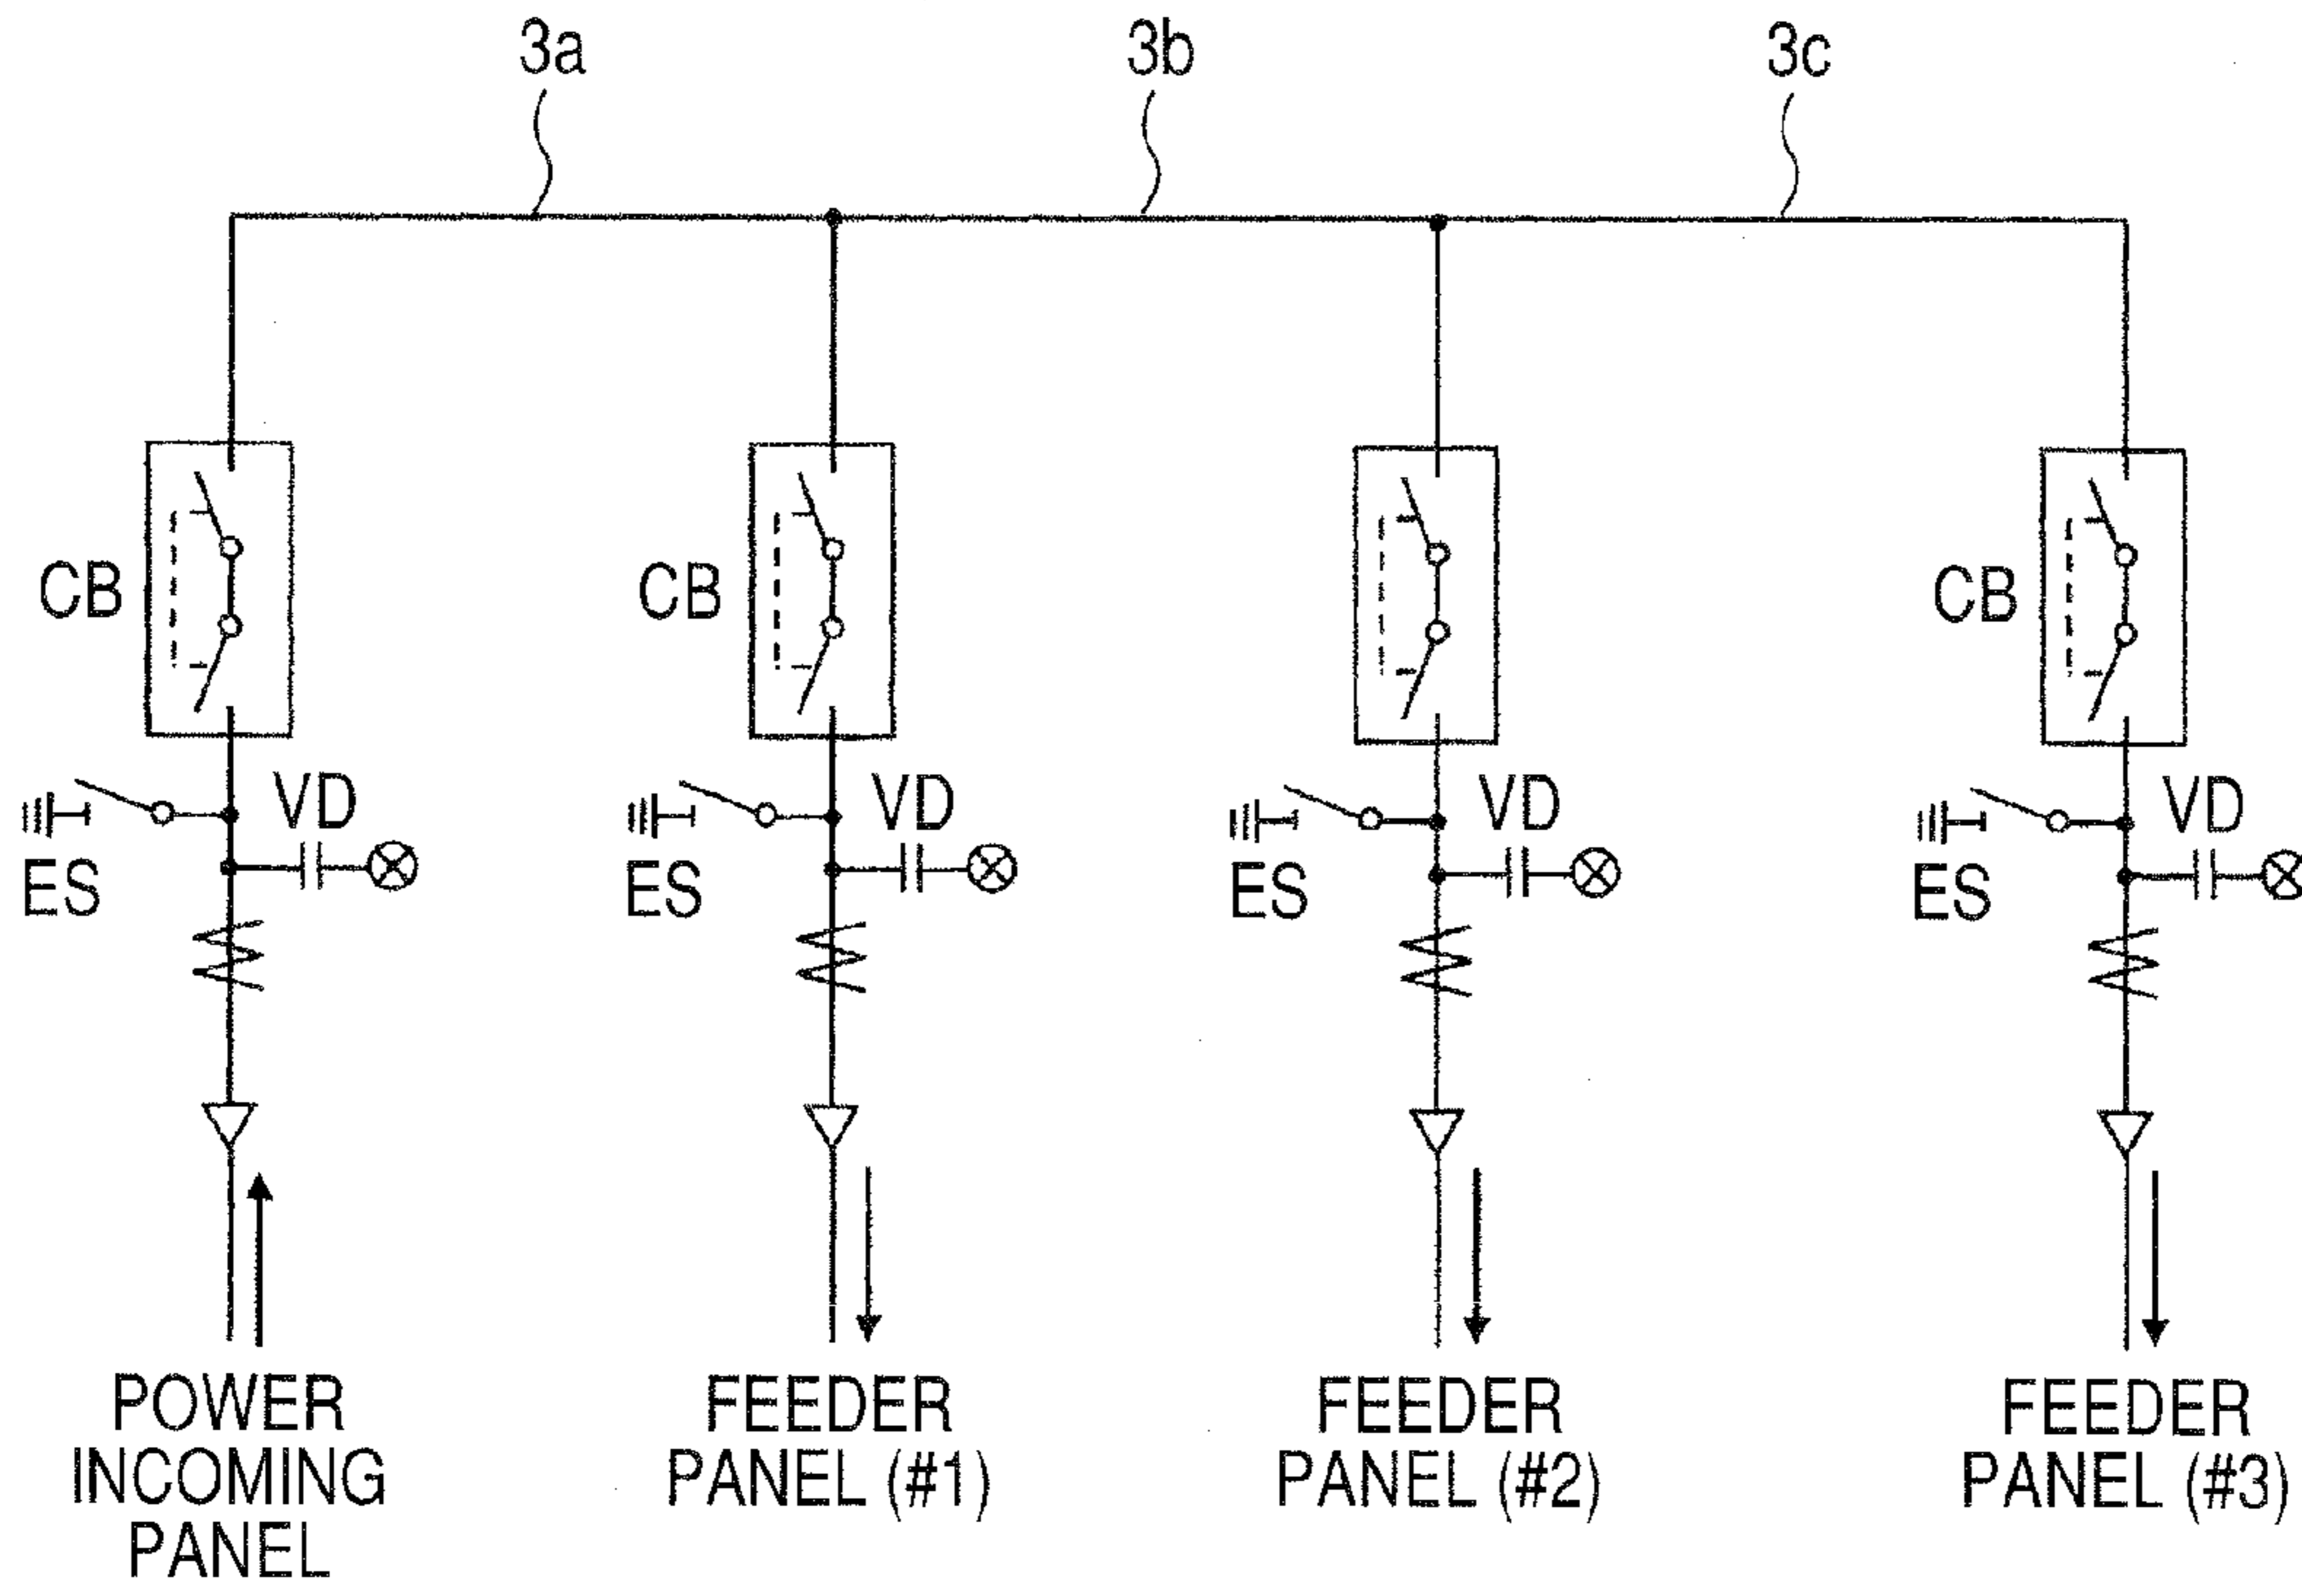 3a
3b
3c
CB
CB
CB
VD
VD
VD
VD
ES
ES
ES
ES
POWER
INCOMING
PANEL
FEEDER
PANEL (#1)
FEEDER
PANEL (#2)
FEEDER
PANEL (#3)